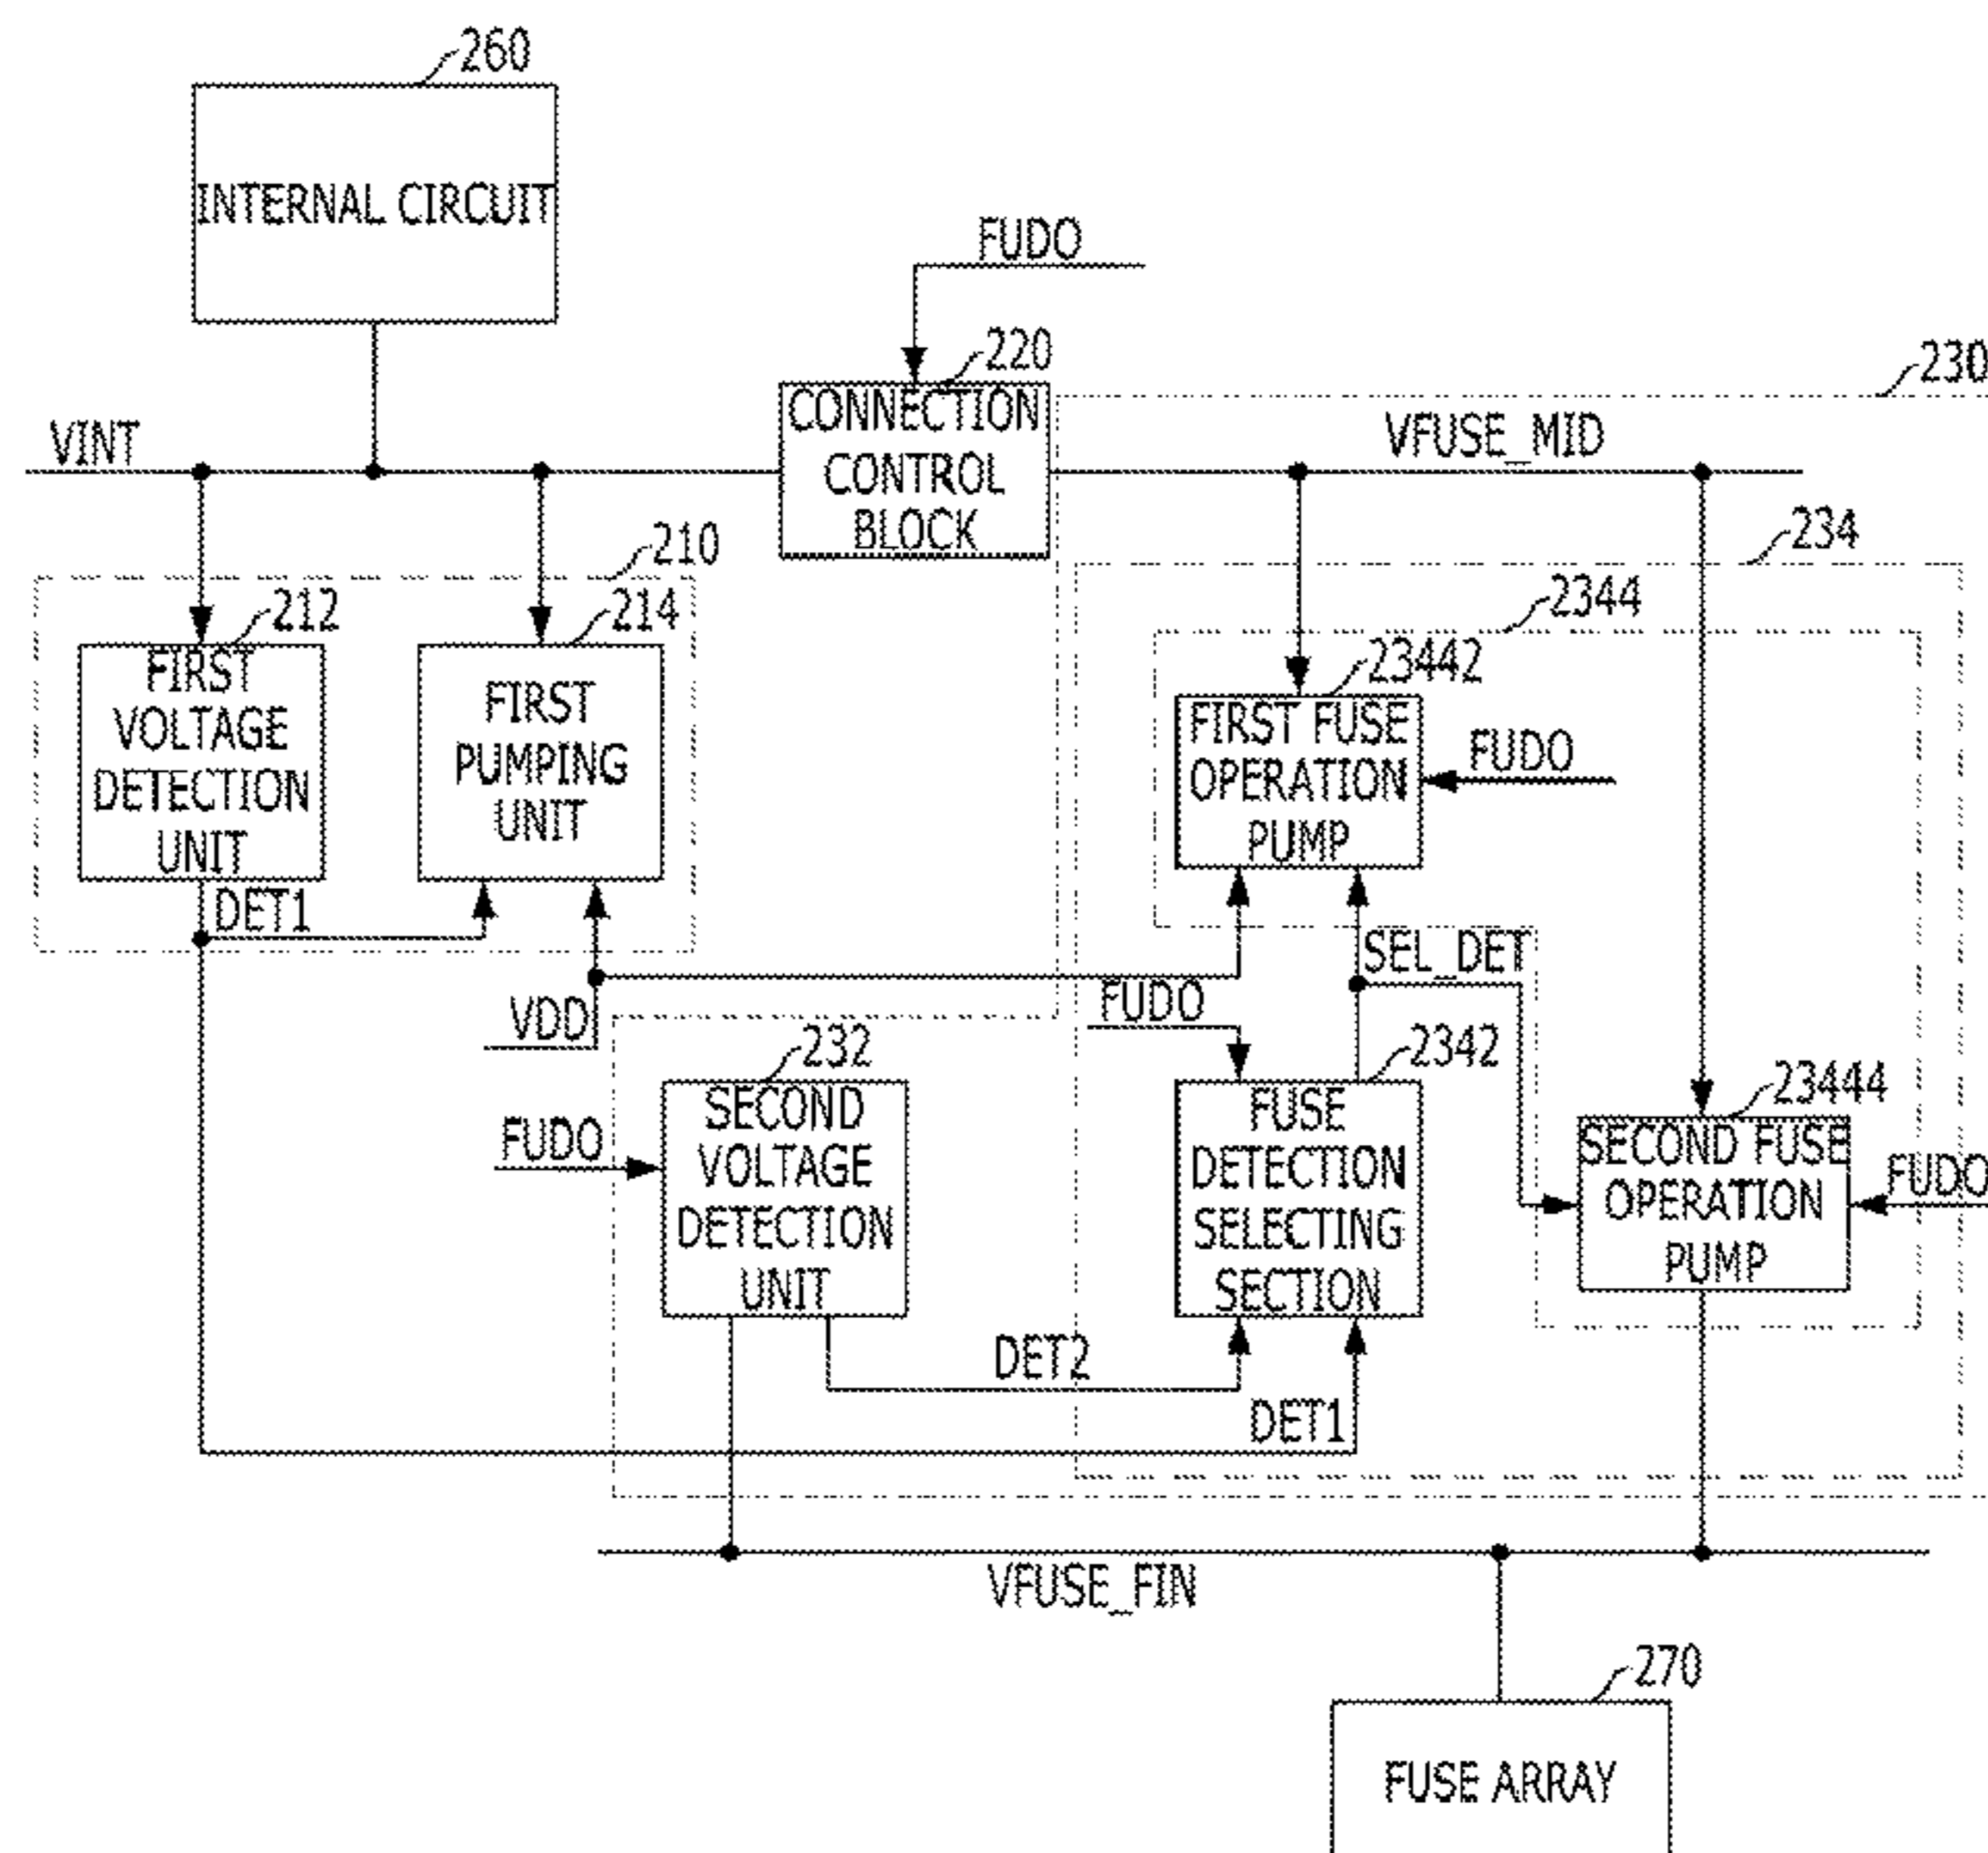 260
INTERNAL CIRCUIT
FUDO
220
230
CONNECTION
CONTROL
BLOCK
VINT
VFUSE_MID
210
234
212
214
2344
FIRST
VOLTAGE
DETECTION
UNIT
FIRST
PUMPING
UNIT
23442
FIRST FUSE
OPERATION
PUMP
FUDO
DET1
SEL_DET
VDD
FUDO
232
2342
23444
FUDO
SECOND
VOLTAGE
DETECTION
UNIT
FUSE
DETECTION
SELECTING
SECTION
SECOND FUSE
OPERATION
PUMP
FUDO
DET2
DET1
VFUSE_FIN
270
FUSE ARRAY